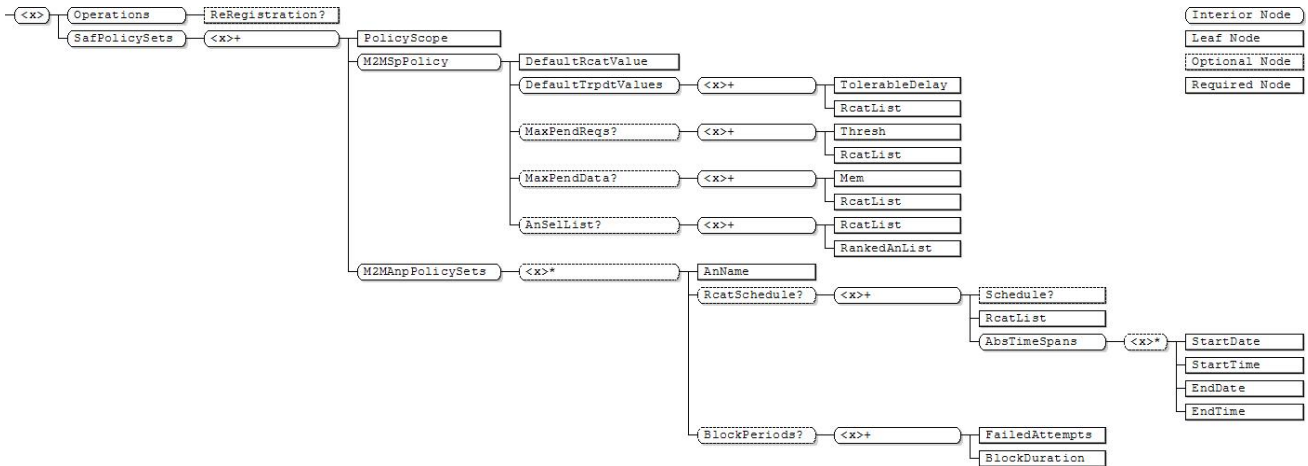 <x> Operations ReRegistration? Interior Node
SafPolicySets <x>+ PolicyScope Leaf Node
M2MSpPolicy DefaultRcatValue Optional Node
DefaultTrpdtValues <x>+ TolerableDelay Required Node
RcatList
MaxPendReqs? <x>+ Thresh
RcatList
MaxPendData? <x>+ Mem
RcatList
AnSelList? <x>+ RcatList
RankedAnList
M2MAnpPolicySets <x>* AnName
RcatSchedule? <x>+ Schedule?
RcatList
AbsTimeSpans <x>* StartDate
StartTime
EndDate
EndTime
BlockPeriods? <x>+ FailedAttempts
BlockDuration